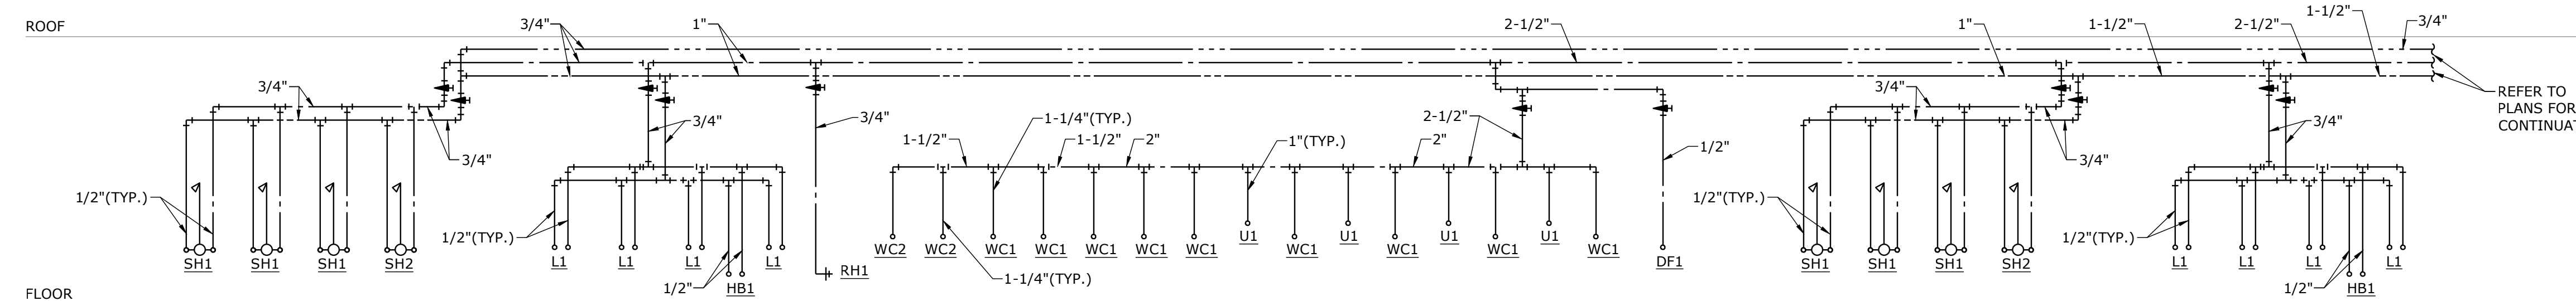 ROOF
3/4"
1"
2-1/2"
1"
1-1/2"
2-1/2"
1-1/2"
3/4"
3/4"
3/4"
REFER TO
PLANS FOR
CONTINUAT
3/4"
3/4"
3/4"
1-1/2"
1-1/4"(TYP.)
1-1/2"
2"
1"(TYP.)
2"
2-1/2"
1/2"
3/4"
3/4"
3/4"
1/2"(TYP.)
1/2"(TYP.)
1/2"(TYP.)
1/2"(TYP.)
SH1
SH1
SH1
SH2
L1
L1
L1
L1
1/2"
HB1
RH1
WC2
WC2
WC1
WC1
WC1
WC1
WC1
U1
WC1
U1
WC1
U1
WC1
U1
WC1
1-1/4"(TYP.)
DF1
SH1
SH1
SH1
SH2
L1
L1
L1
L1
1/2"
HB1
FLOOR